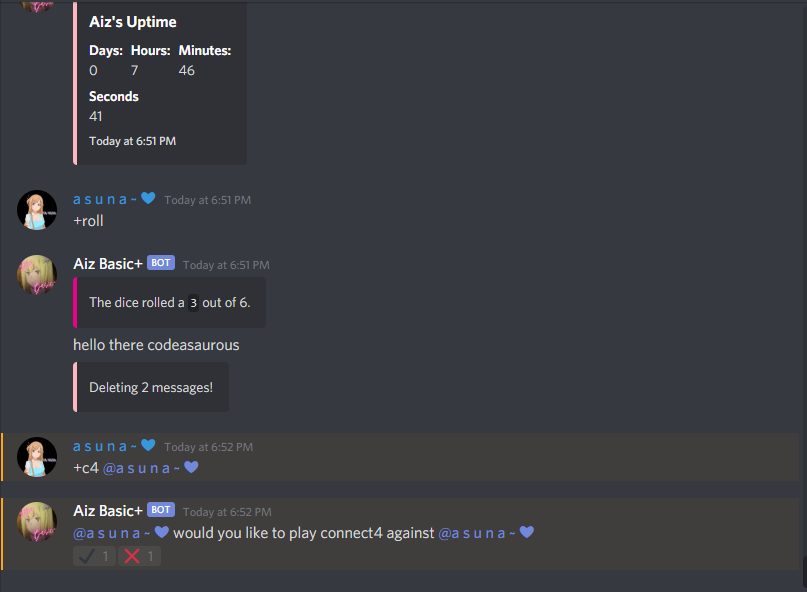 Aiz's Uptime
Days: Hours: Minutes:
0 7 46
Seconds
41
Today at 6:51 PM
a s u n a ~ 💙 Today at 6:51 PM
+roll
Aiz Basic+ BOT Today at 6:51 PM
The dice rolled a 3 out of 6.
hello there codeasaurous
Deleting 2 messages!
a s u n a ~ 💙 Today at 6:52 PM
+c4 @a s u n a ~ 💙
Aiz Basic+ BOT Today at 6:52 PM
@a s u n a ~ 💙 would you like to play connect4 against @a s u n a ~ 💙
✔ 1 ❌ 1